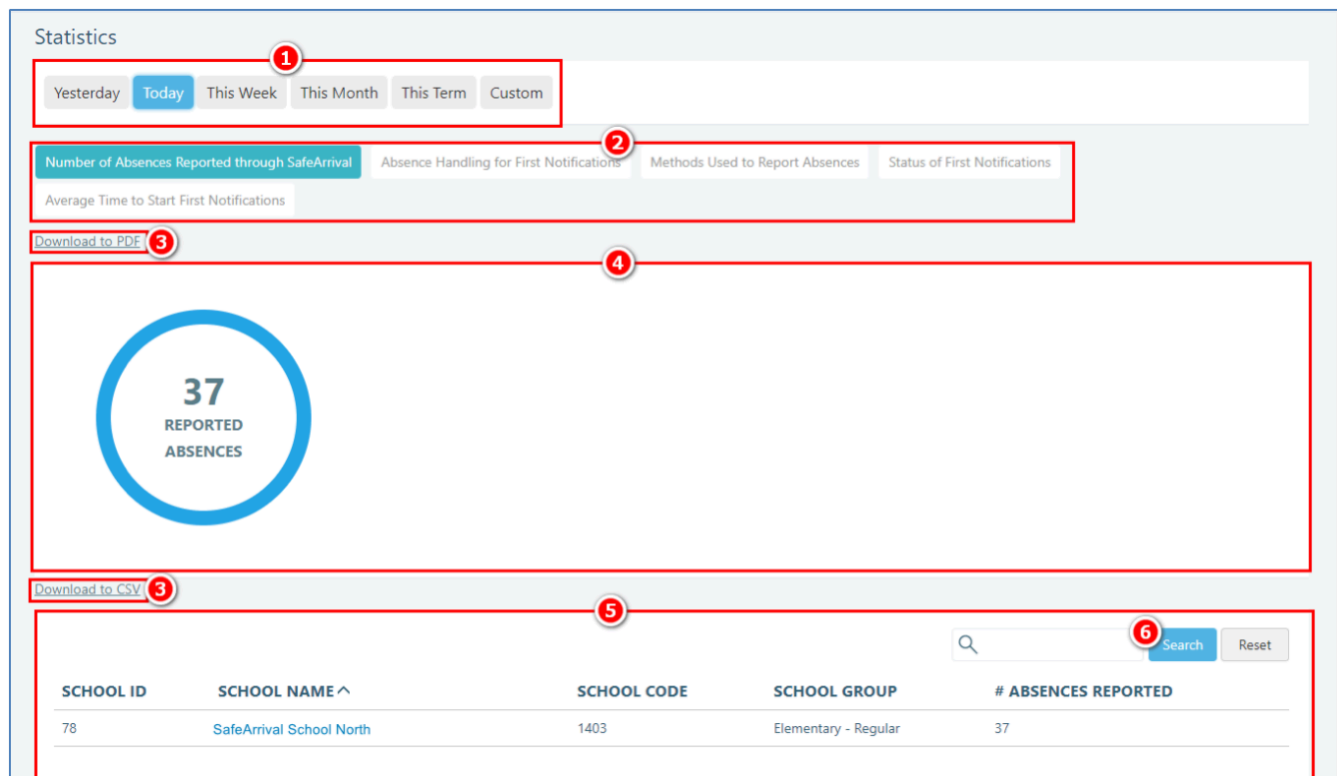 Statistics
1
Yesterday Today This Week This Month This Term Custom
2
Number of Absences Reported through SafeArrival Absence Handling for First Notifications Methods Used to Report Absences Status of First Notifications
Average Time to Start First Notifications
Download to PDF 3
4
37
REPORTED
ABSENCES
Download to CSV 3
5
6
Search Reset
SCHOOL ID SCHOOL NAME SCHOOL CODE SCHOOL GROUP # ABSENCES REPORTED
78 SafeArrival School North 1403 Elementary - Regular 37